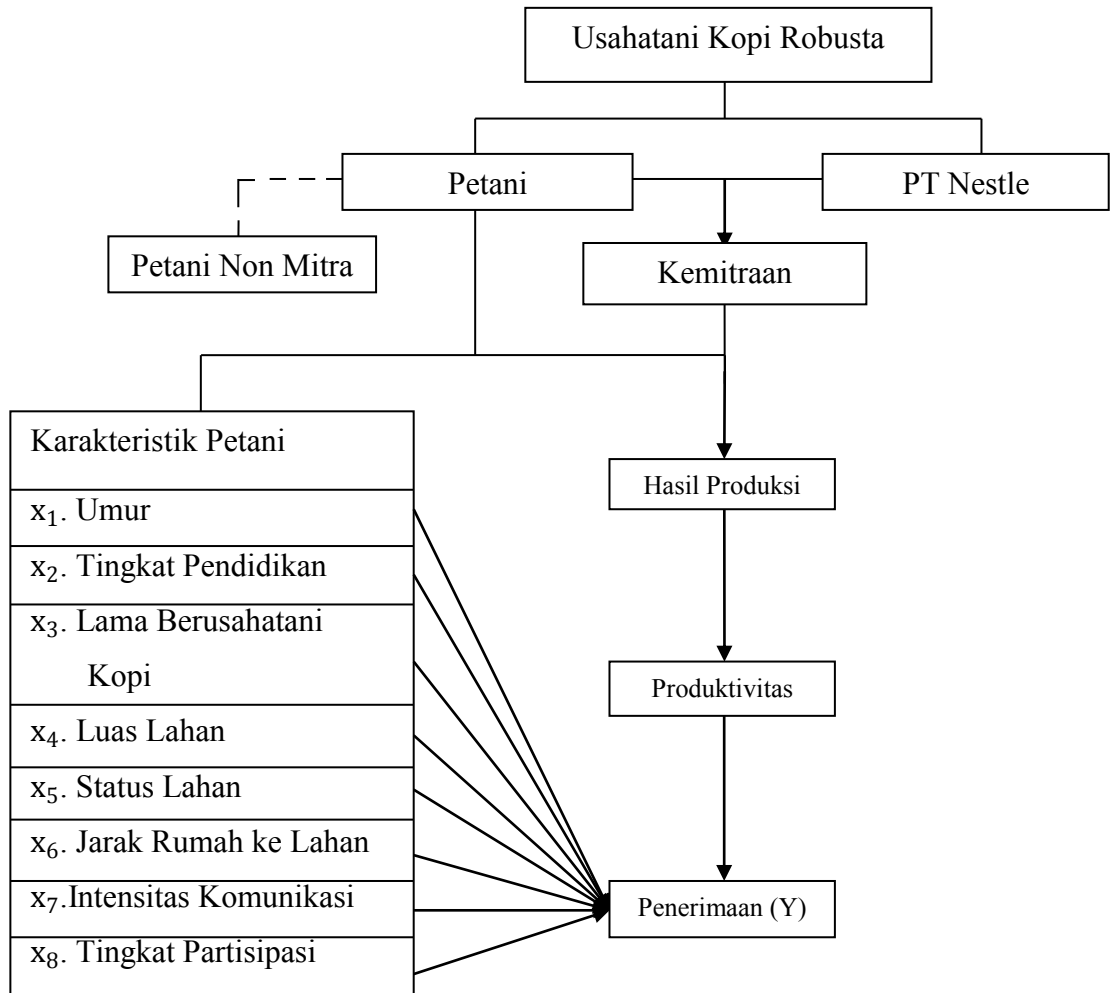 Usahatani Kopi Robusta
Petani
PT Nestle
Petani Non Mitra
Kemitraan
Karakteristik Petani
x₁. Umur
x₂. Tingkat Pendidikan
x₃. Lama Berusahatani
Kopi
x₄. Luas Lahan
x₅. Status Lahan
x₆. Jarak Rumah ke Lahan
x₇.Intensitas Komunikasi
x₈. Tingkat Partisipasi
Hasil Produksi
Produktivitas
Penerimaan (Y)